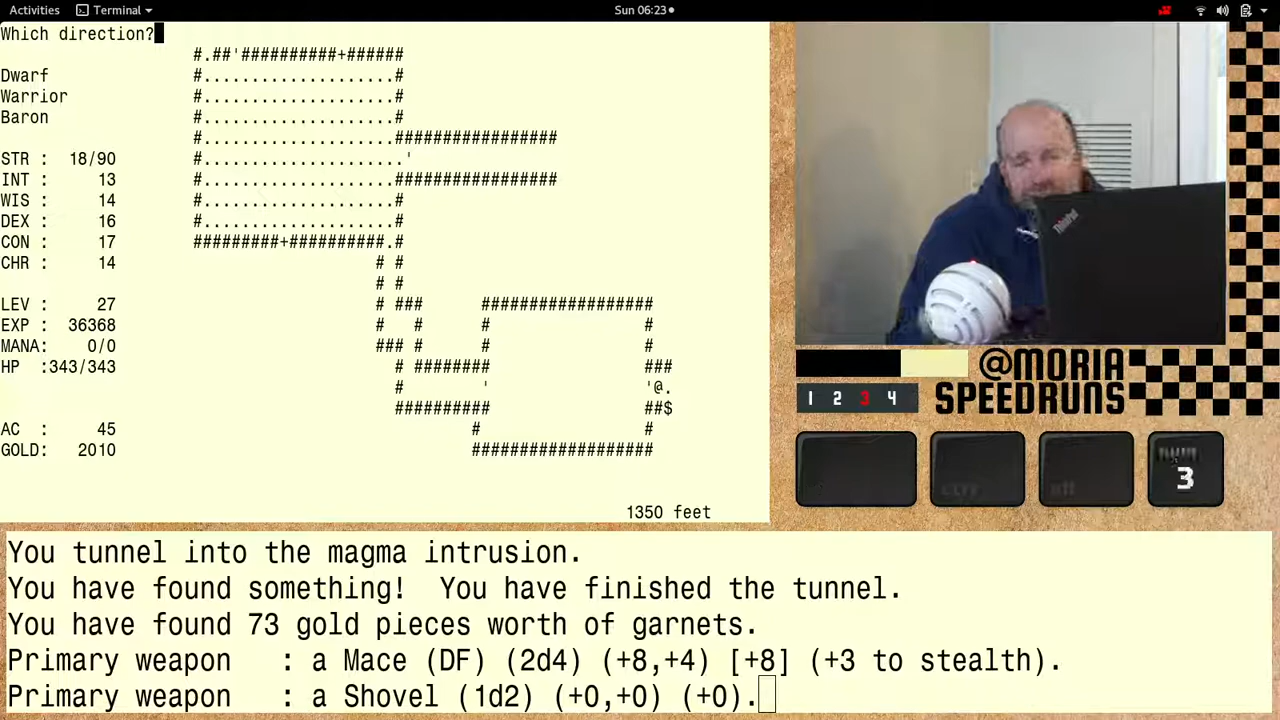 Activities Terminal Sun 06:23
Which direction?
#.##'##########+######
Dwarf #....................#
Warrior #....................#
Baron #....................#
#....................#################
STR : 18/90 #.....................'
INT : 13 #....................#################
WIS : 14 #....................#
DEX : 16 #....................#
CON : 17 #########+##########.#
CHR : 14 # #
# #
LEV : 27 # ### ##################
EXP : 36368 # # # #
MANA: 0/0 ### # # #
HP :343/343 # ######## ###
# ' '@.
########## ##$
AC : 45 # #
GOLD: 2010 ###################
1350 feet
You tunnel into the magma intrusion.
You have found something! You have finished the tunnel.
You have found 73 gold pieces worth of garnets.
Primary weapon : a Mace (DF) (2d4) (+8,+4) [+8] (+3 to stealth).
Primary weapon : a Shovel (1d2) (+0,+0) (+0).
ThinkPad
@MORIA
SPEEDRUNS
1 2 3 4
ctrl alt num
3